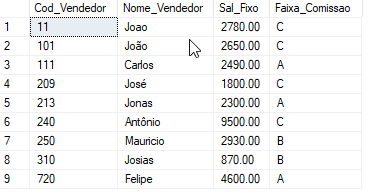 Cod_Vendedor Nome_Vendedor Sal_Fixo Faixa_Comissao
1 11 Joao 2780.00 C
2 101 João 2650.00 C
3 111 Carlos 2490.00 A
4 209 José 1800.00 C
5 213 Jonas 2300.00 A
6 240 Antônio 9500.00 C
7 250 Mauricio 2930.00 B
8 310 Josias 870.00 B
9 720 Felipe 4600.00 A